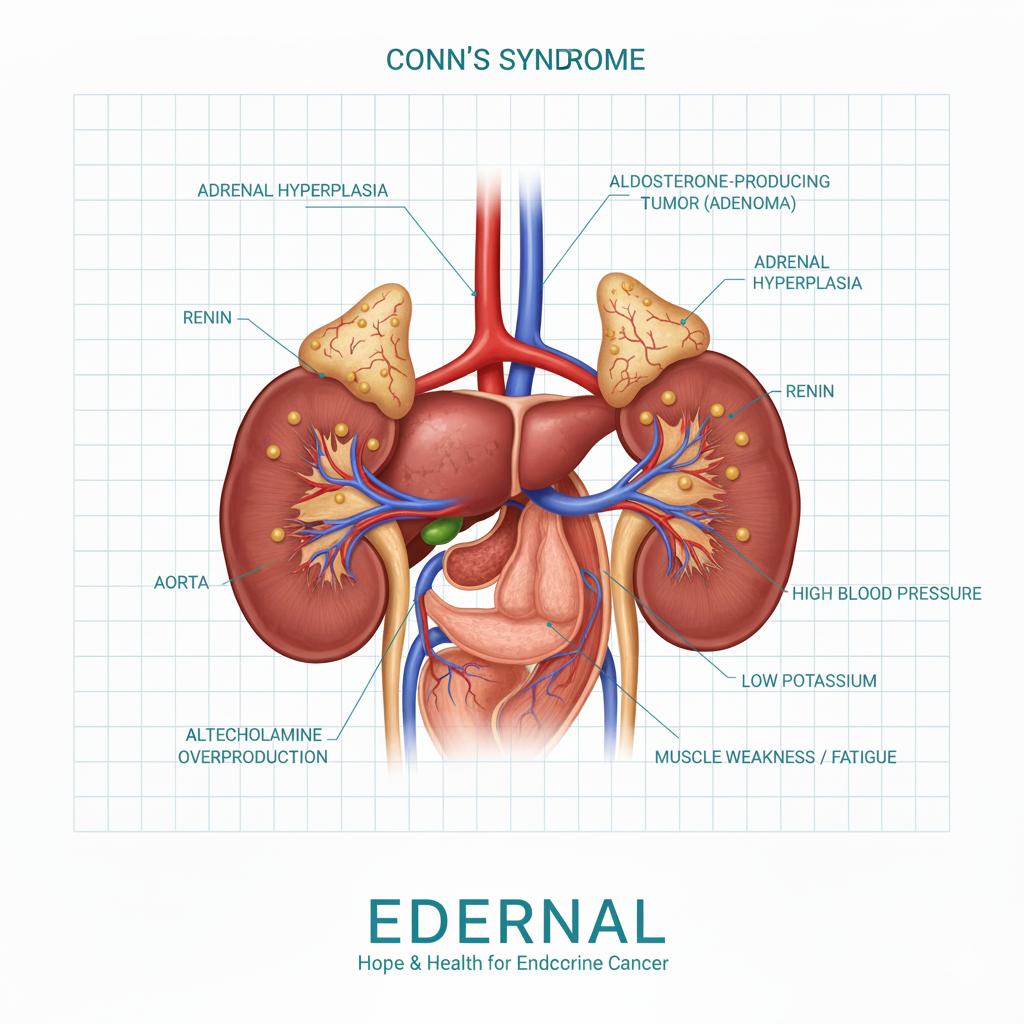 CONN'S SYNDROME
ADRENAL HYPERPLASIA
ALDOSTERONE-PRODUCING
TUMOR (ADENOMA)
ADRENAL
HYPERPLASIA
RENIN
RENIN
AORTA
HIGH BLOOD PRESSURE
LOW POTASSIUM
ALTECHOLAMINE
OVERPRODUCTION
MUSCLE WEAKNESS / FATIGUE
EDERNAL
Hope & Health for Endccrine Cancer